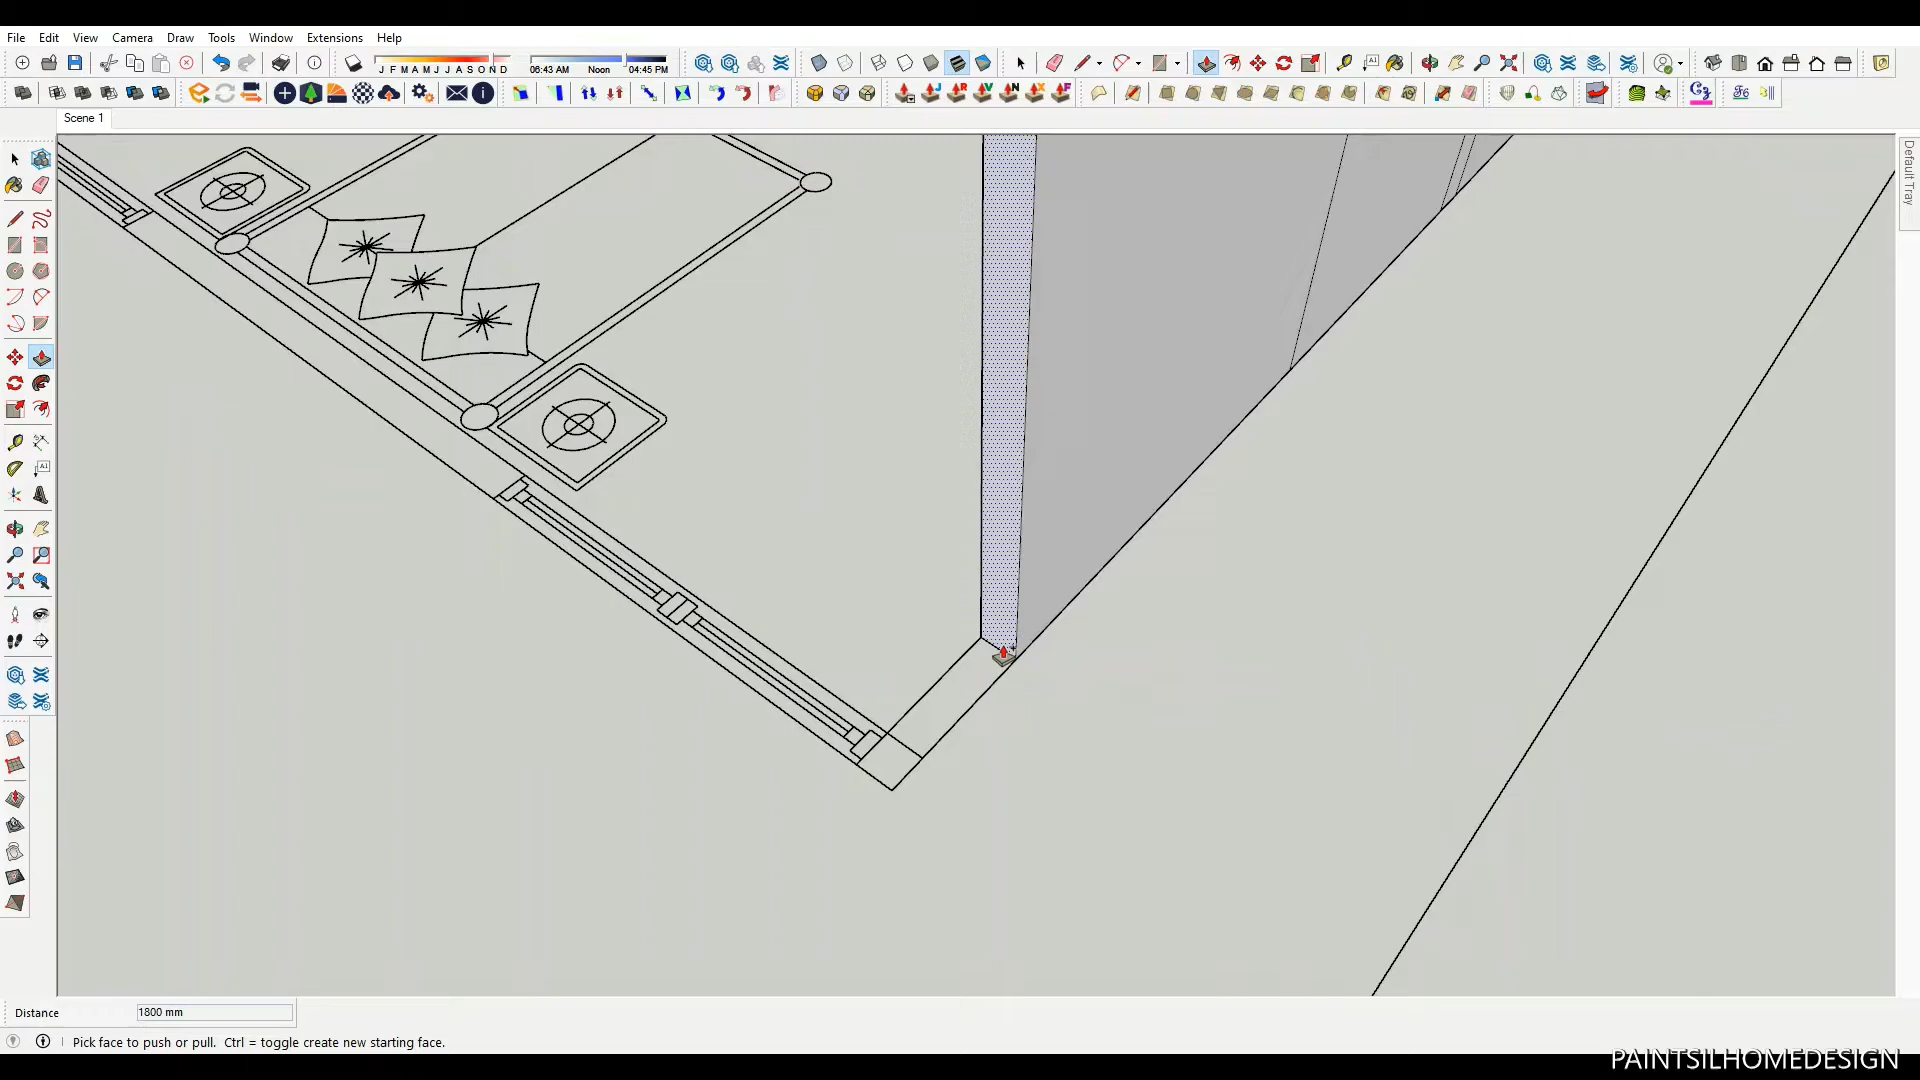 File Edit View Camera Draw Tools Window Extensions Help
J F M A M J J A S O N D
06:43 AM Noon 04:45 PM
Scene 1
Default Tray
Distance 1800 mm
Pick face to push or pull. Ctrl = toggle create new starting face.
PAINTSILHOMEDESIGN